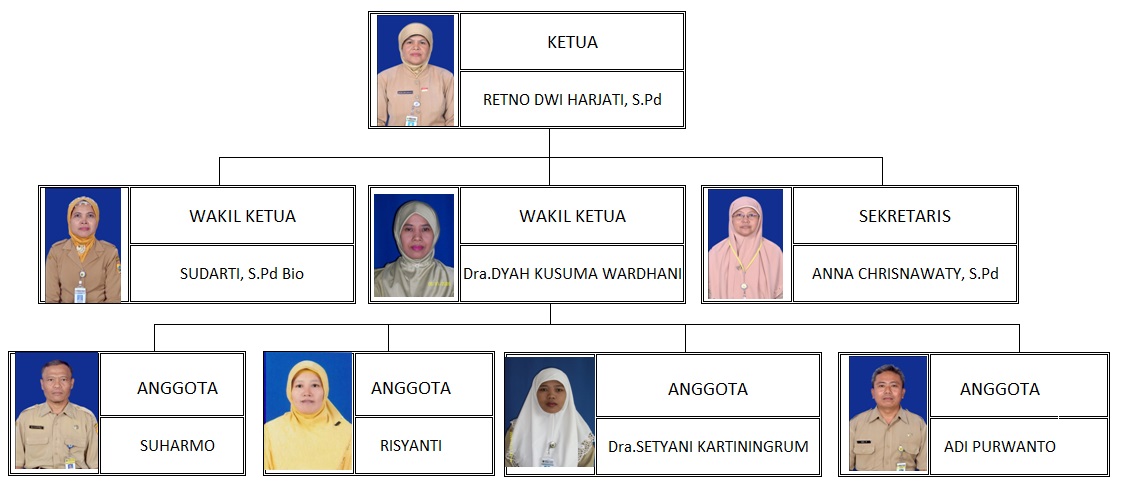 KETUA
RETNO DWI HARJATI, S.Pd
WAKIL KETUA
SUDARTI, S.Pd Bio
WAKIL KETUA
Dra.DYAH KUSUMA WARDHANI
SEKRETARIS
ANNA CHRISNAWATY, S.Pd
ANGGOTA
SUHARMO
ANGGOTA
RISYANTI
ANGGOTA
Dra.SETYANI KARTININGRUM
ANGGOTA
ADI PURWANTO